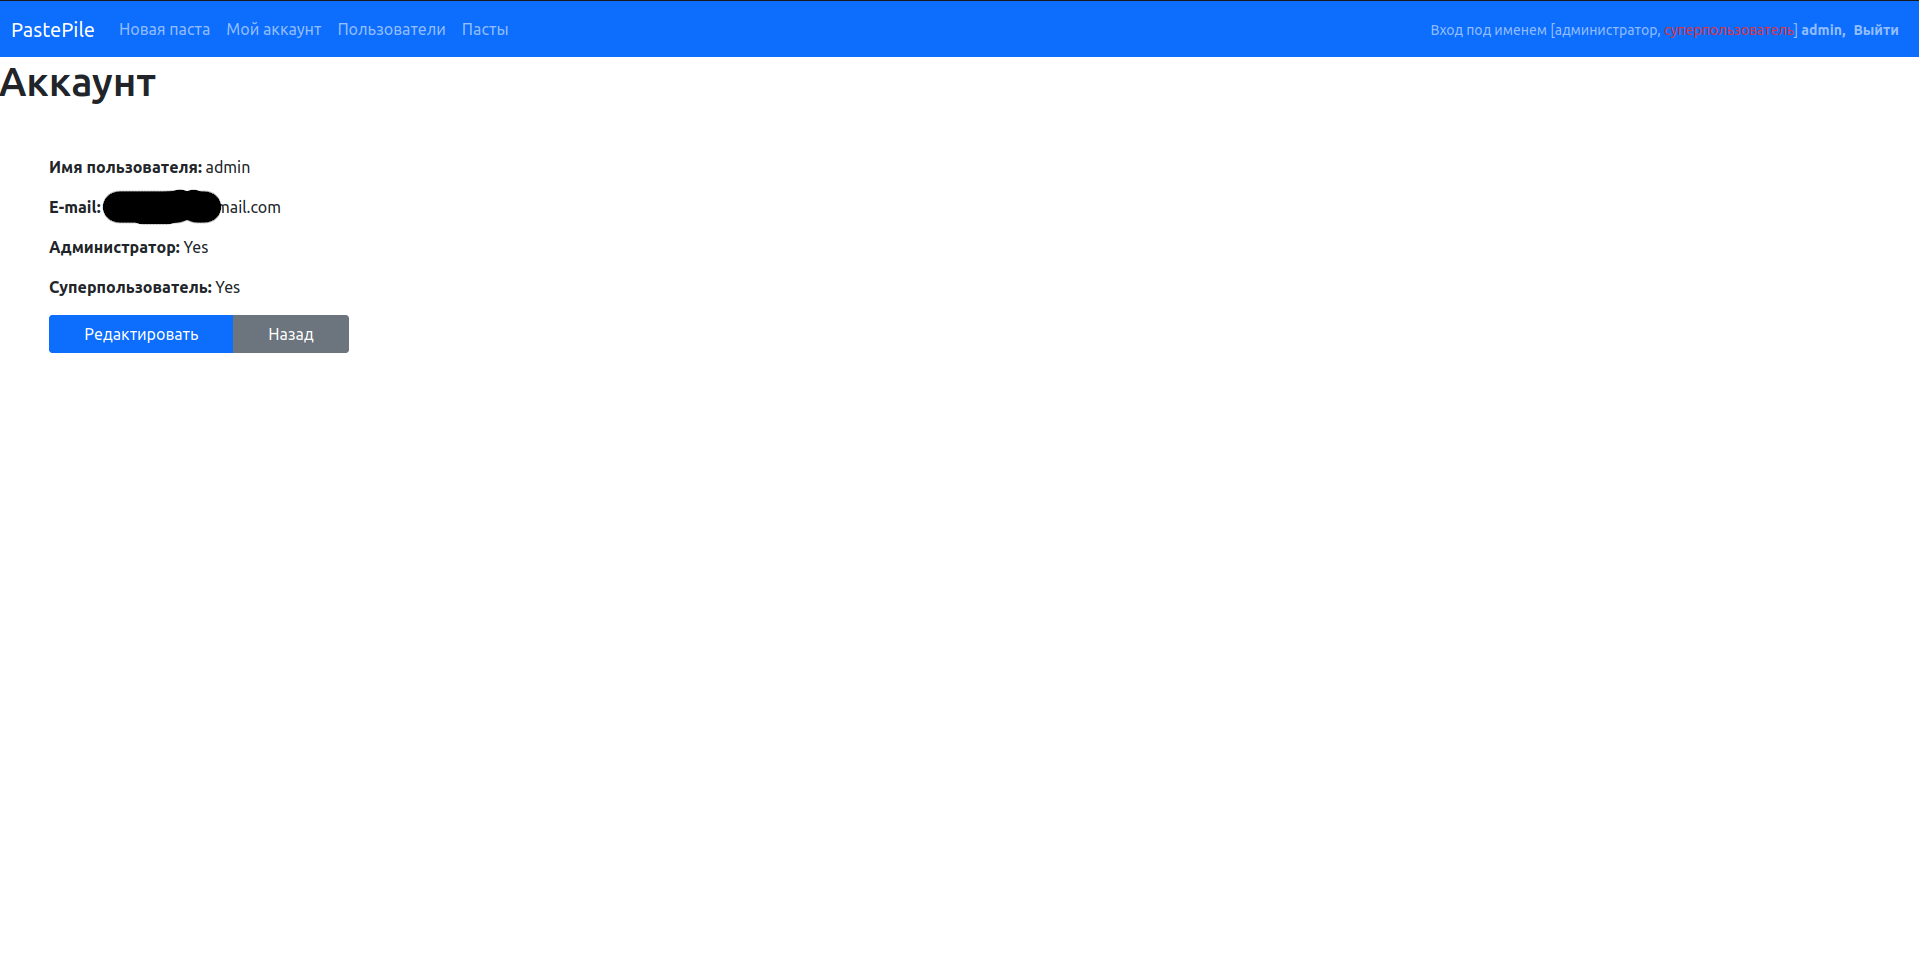 PastePile Новая паста Мой аккаунт Пользователи Пасты Вход под именем [администратор, суперпользователь] admin, Выйти
Аккаунт
Имя пользователя: admin
E-mail: mail.com
Администратор: Yes
Суперпользователь: Yes
Редактировать Назад